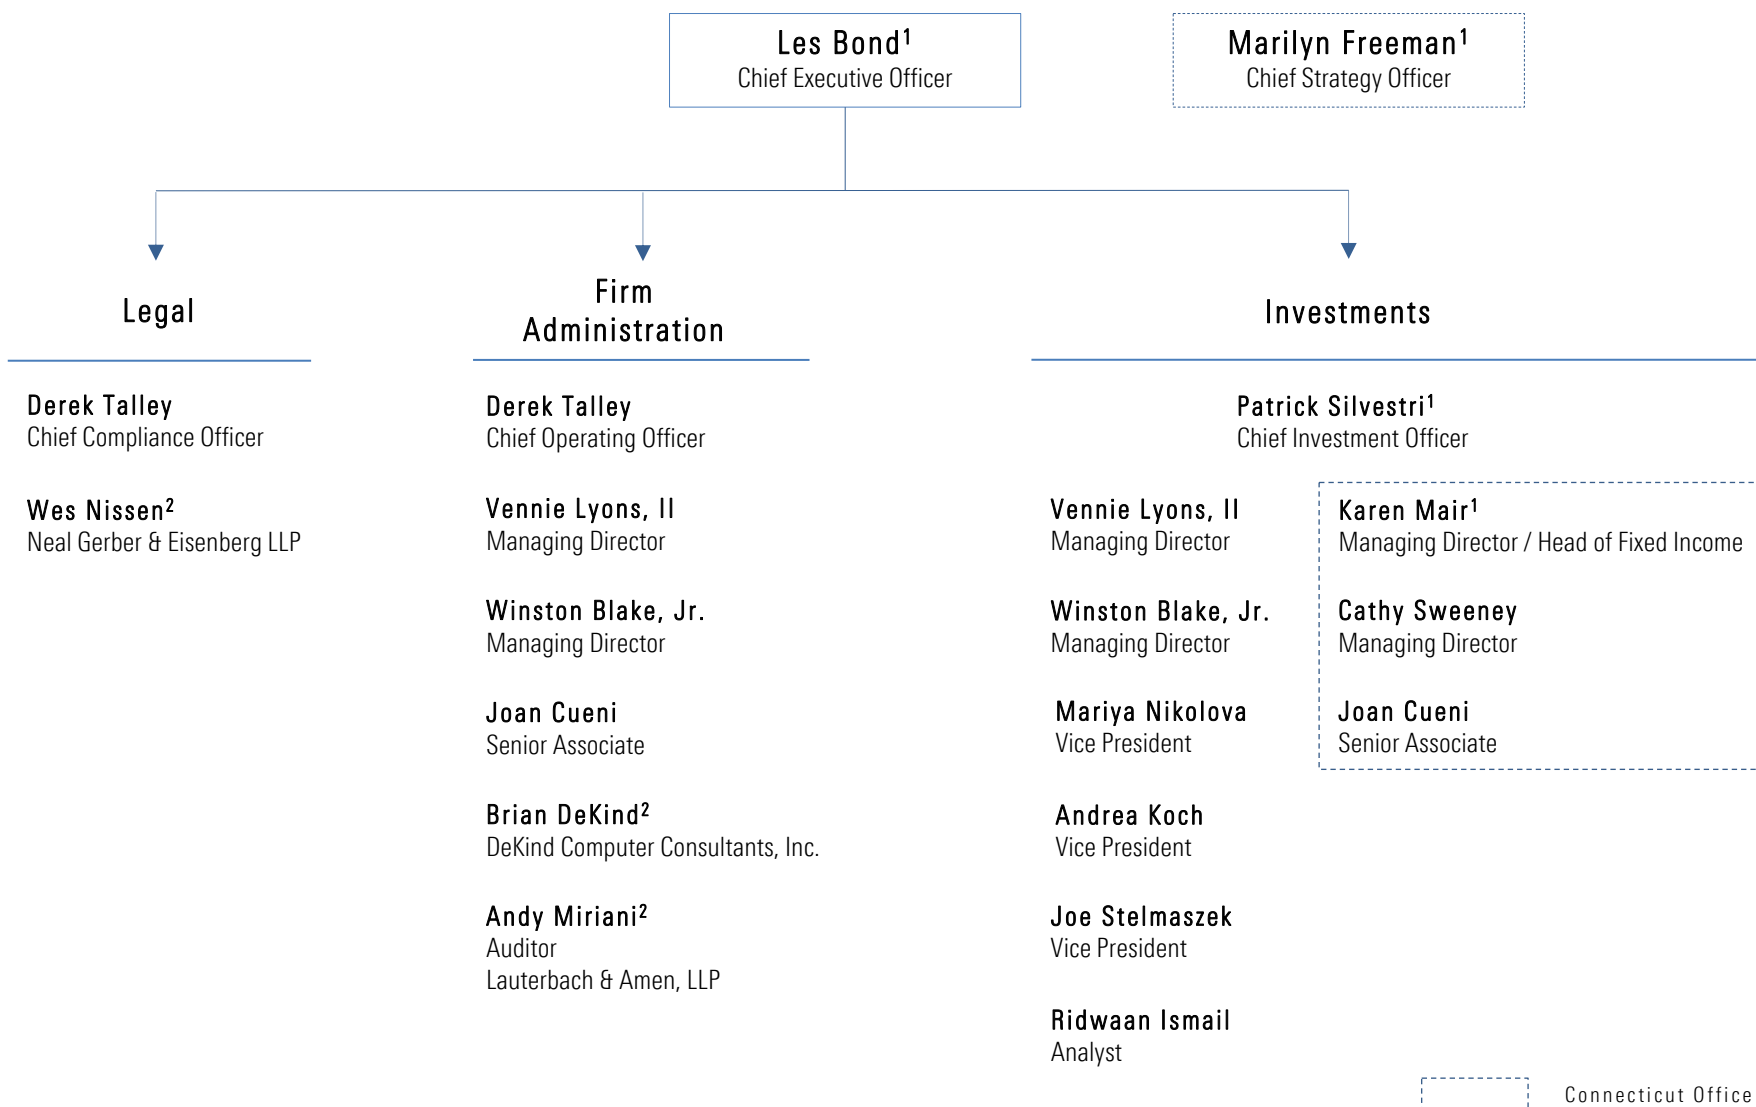 Les Bond¹
Chief Executive Officer
Marilyn Freeman¹
Chief Strategy Officer
Legal
Firm
Administration
Investments
Derek Talley
Chief Compliance Officer
Wes Nissen²
Neal Gerber & Eisenberg LLP
Derek Talley
Chief Operating Officer
Vennie Lyons, II
Managing Director
Winston Blake, Jr.
Managing Director
Joan Cueni
Senior Associate
Brian DeKind²
DeKind Computer Consultants, Inc.
Andy Miriani²
Auditor
Lauterbach & Amen, LLP
Patrick Silvestri¹
Chief Investment Officer
Vennie Lyons, II
Managing Director
Winston Blake, Jr.
Managing Director
Mariya Nikolova
Vice President
Andrea Koch
Vice President
Joe Stelmaszek
Vice President
Ridwaan Ismail
Analyst
Karen Mair¹
Managing Director / Head of Fixed Income
Cathy Sweeney
Managing Director
Joan Cueni
Senior Associate
Connecticut Office